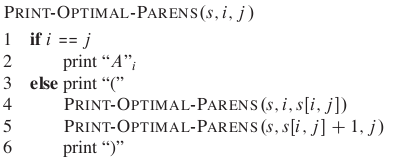 PRINT-OPTIMAL-PARENS(s, i, j)
1 if i == j
2 print “A”ᵢ
3 else print “(”
4 PRINT-OPTIMAL-PARENS(s, i, s[i, j])
5 PRINT-OPTIMAL-PARENS(s, s[i, j] + 1, j)
6 print “)”